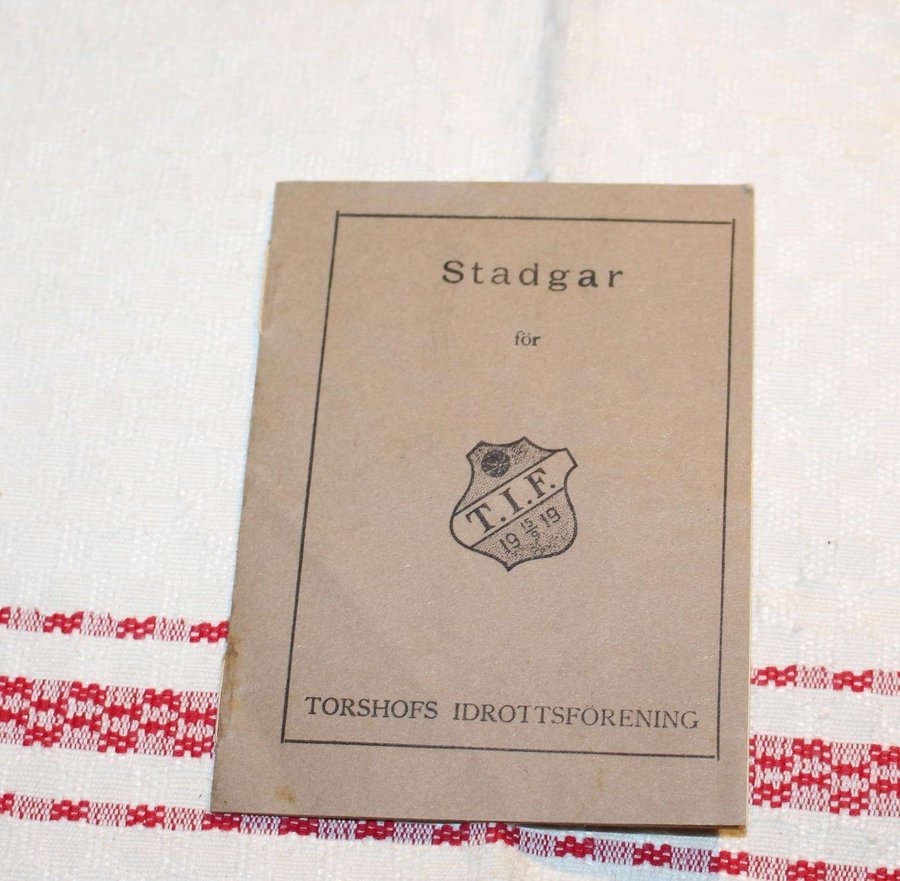 Stadgar
för
T.I.F.
19 15/9 19
TORSHOFS IDROTTSFÖRENING